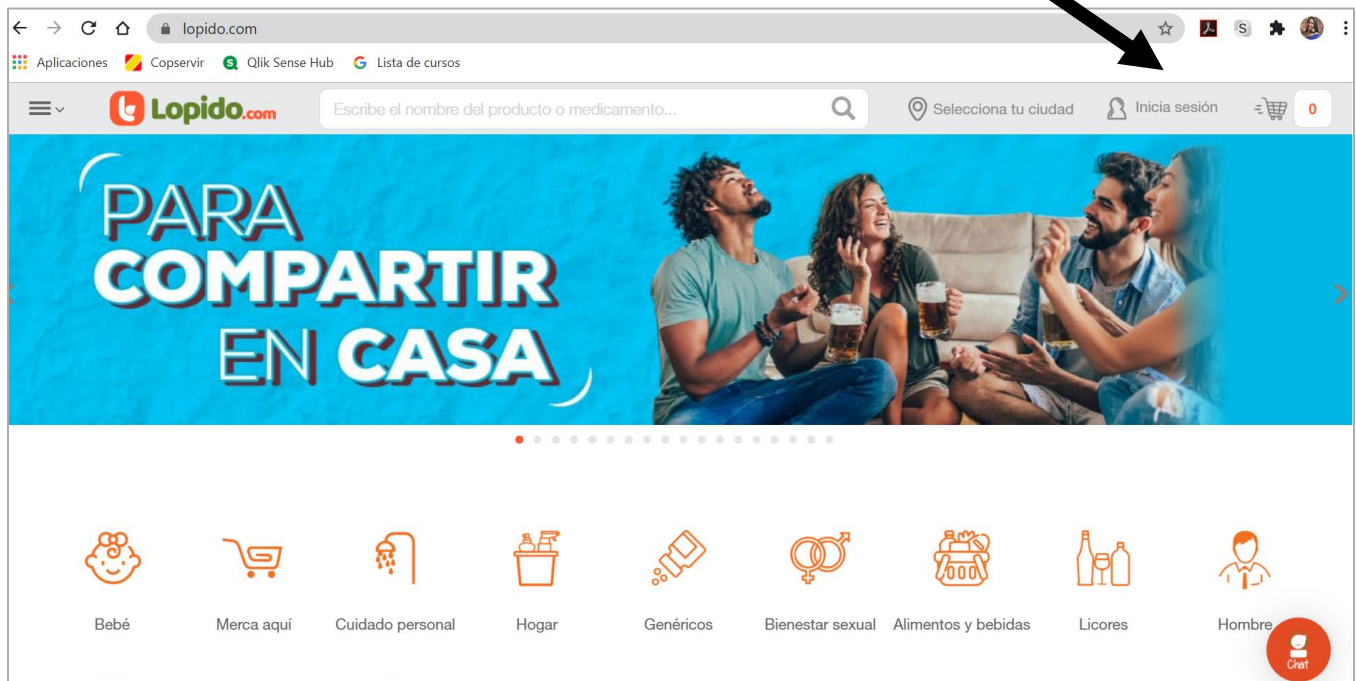 lopido.com
Aplicaciones Copservir Qlik Sense Hub Lista de cursos
Lopido.com Escribe el nombre del producto o medicamento... Selecciona tu ciudad Inicia sesión 0
PARA
COMPARTIR
EN CASA
Bebé Merca aquí Cuidado personal Hogar Genéricos Bienestar sexual Alimentos y bebidas Licores Hombre
Chat